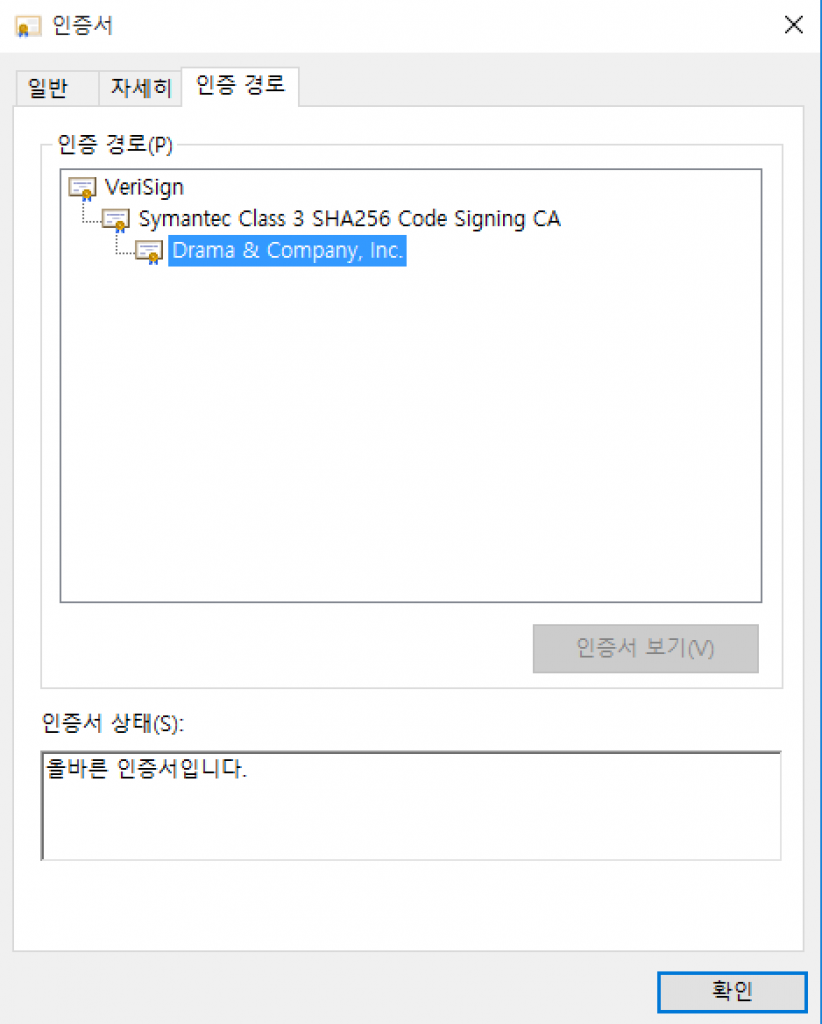 인증서
일반
자세히
인증 경로
인증 경로(P)
VeriSign
Symantec Class 3 SHA256 Code Signing CA
Drama & Company, Inc.
인증서 보기(V)
인증서 상태(S):
올바른 인증서입니다.
확인